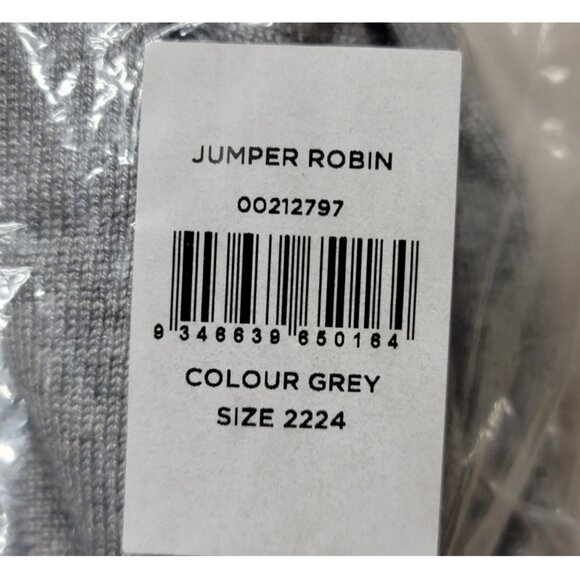 JUMPER ROBIN
00212797
9 346639 650164
COLOUR GREY
SIZE 2224